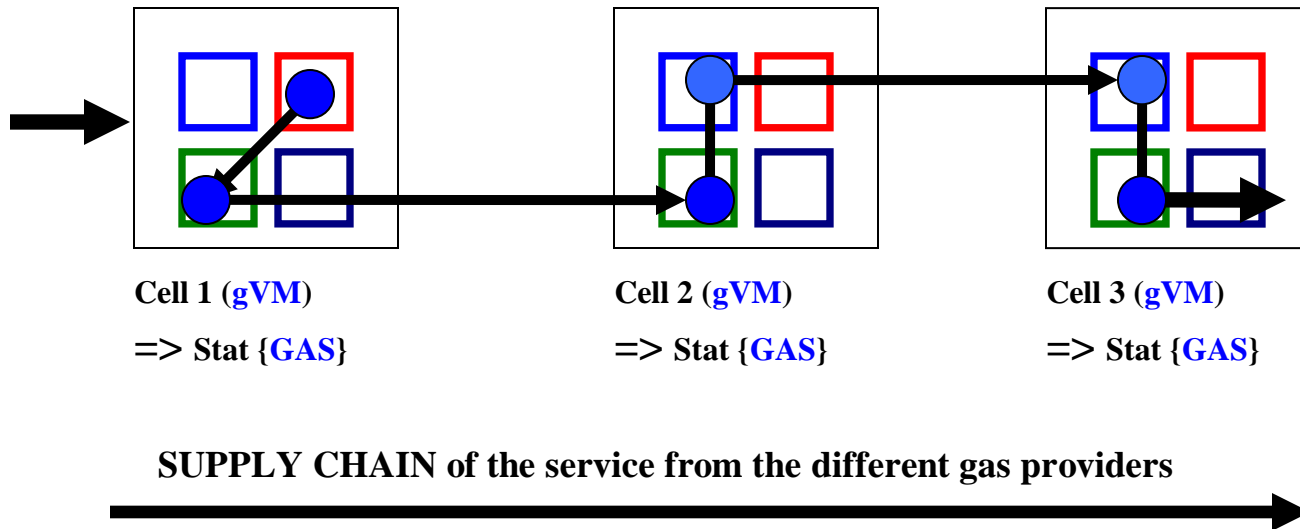 Cell 1 (gVM)
=> Stat {GAS}
Cell 2 (gVM)
=> Stat {GAS}
Cell 3 (gVM)
=> Stat {GAS}
SUPPLY CHAIN of the service from the different gas providers